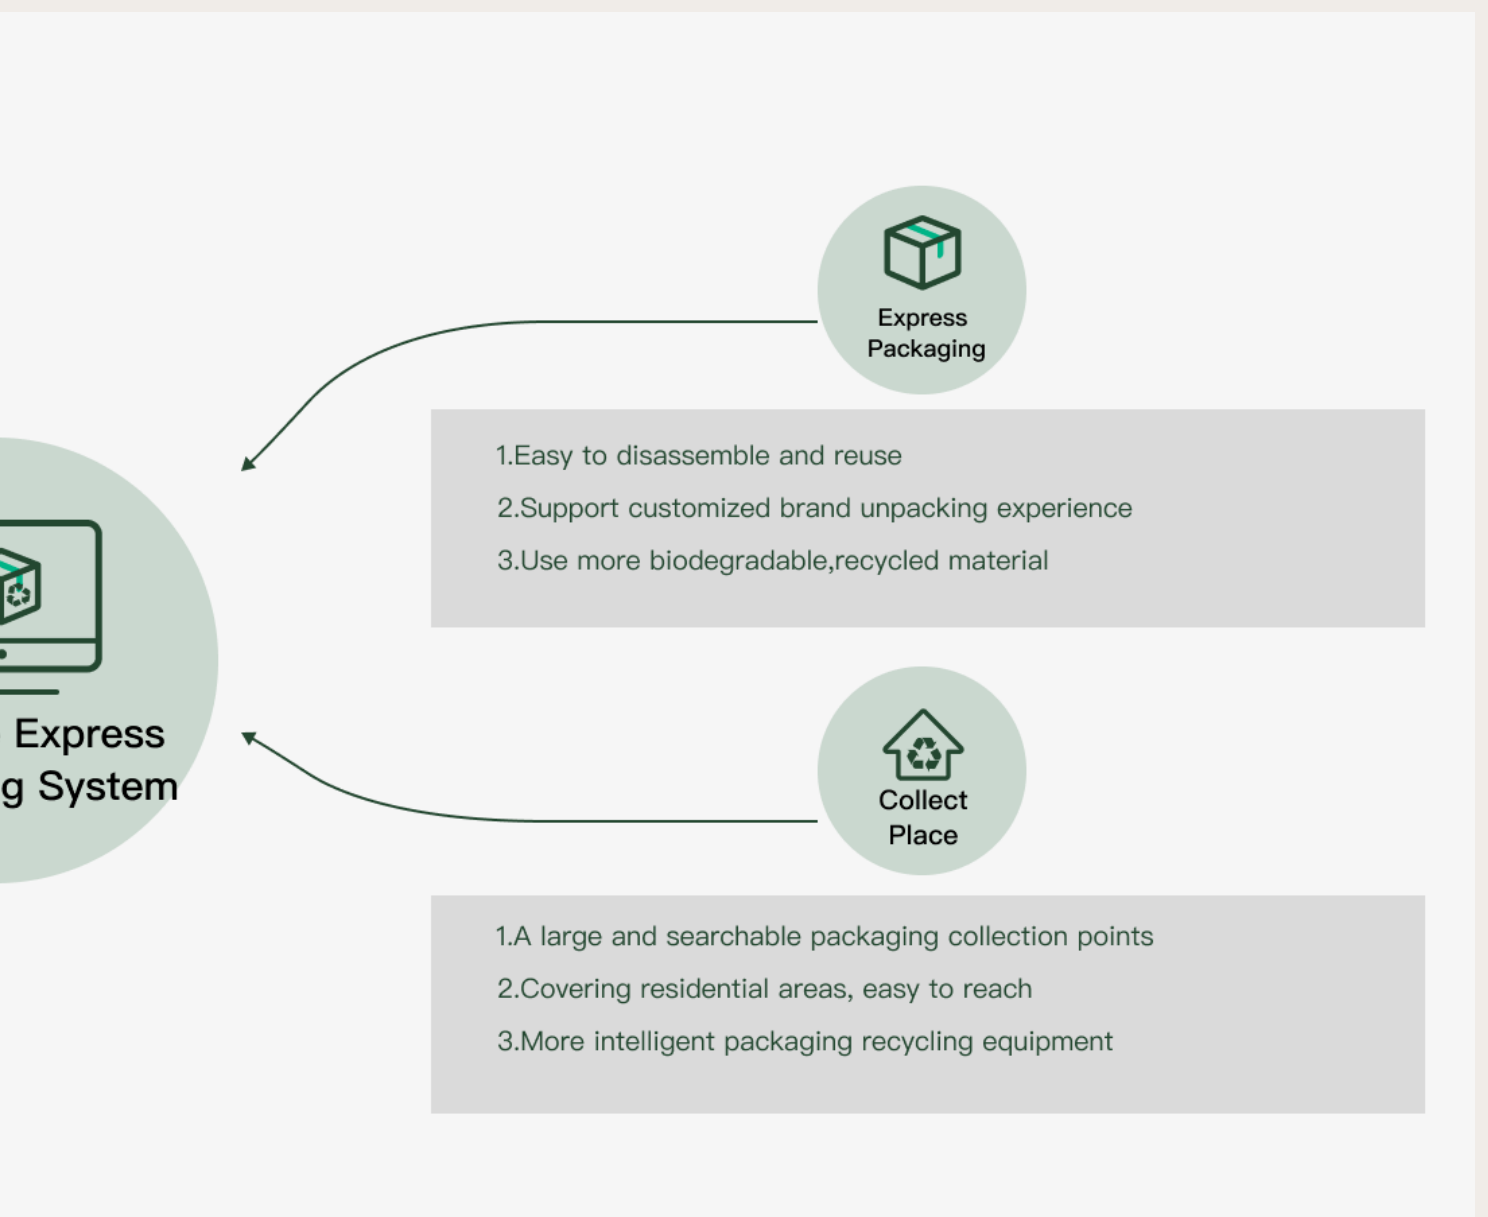 Express
Packaging
1.Easy to disassemble and reuse
2.Support customized brand unpacking experience
3.Use more biodegradable,recycled material
Express
System
Collect
Place
1.A large and searchable packaging collection points
2.Covering residential areas, easy to reach
3.More intelligent packaging recycling equipment